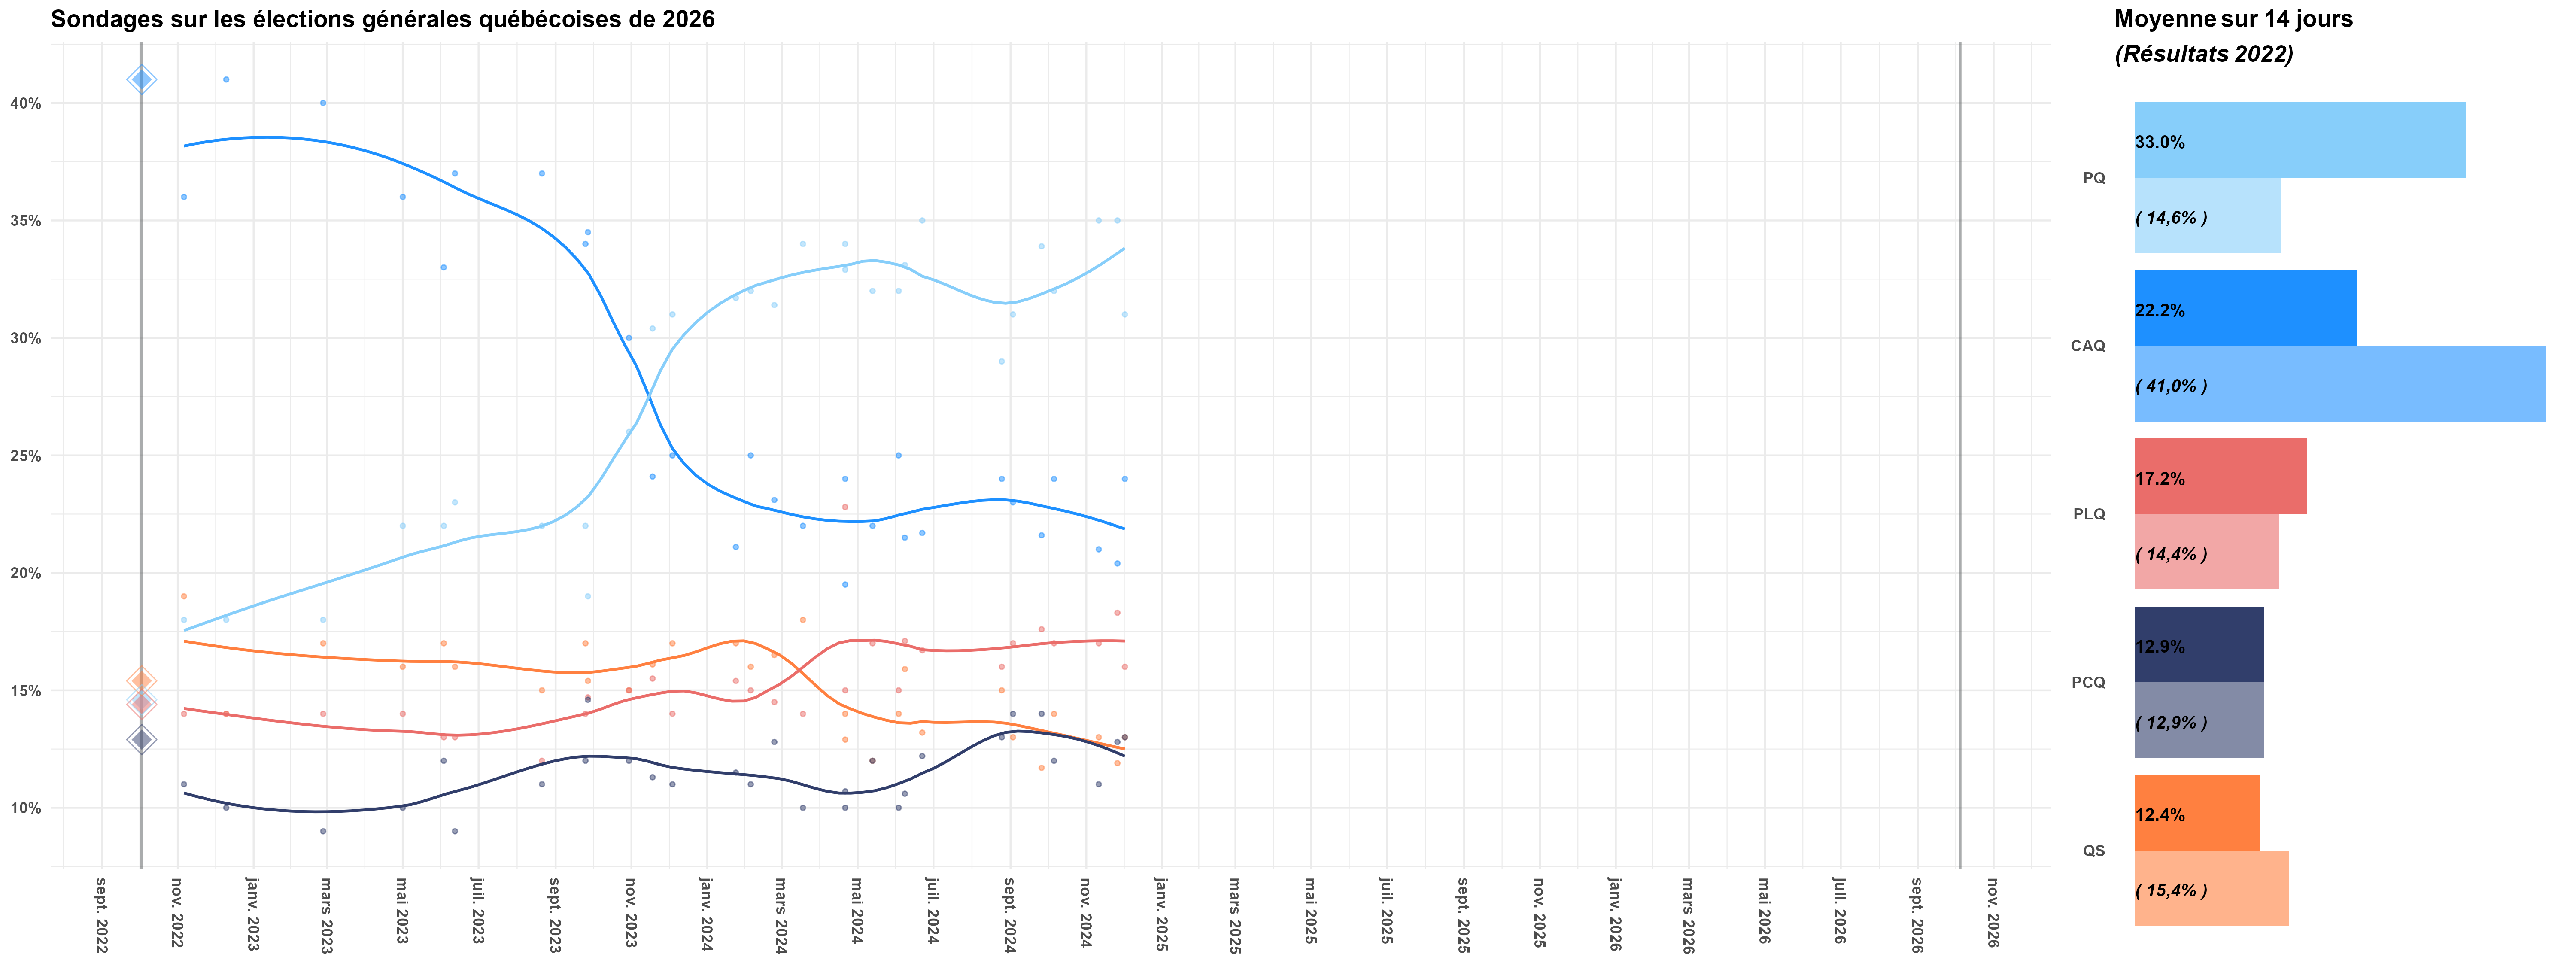 Sondages sur les élections générales québécoises de 2026
40%
35%
30%
25%
20%
15%
10%
sept. 2022
nov. 2022
janv. 2023
mars 2023
mai 2023
juil. 2023
sept. 2023
nov. 2023
janv. 2024
mars 2024
mai 2024
juil. 2024
sept. 2024
nov. 2024
janv. 2025
mars 2025
mai 2025
juil. 2025
sept. 2025
nov. 2025
janv. 2026
mars 2026
mai 2026
juil. 2026
sept. 2026
nov. 2026
Moyenne sur 14 jours
(Résultats 2022)
PQ
33.0%
( 14,6% )
CAQ
22.2%
( 41,0% )
PLQ
17.2%
( 14,4% )
PCQ
12.9%
( 12,9% )
QS
12.4%
( 15,4% )